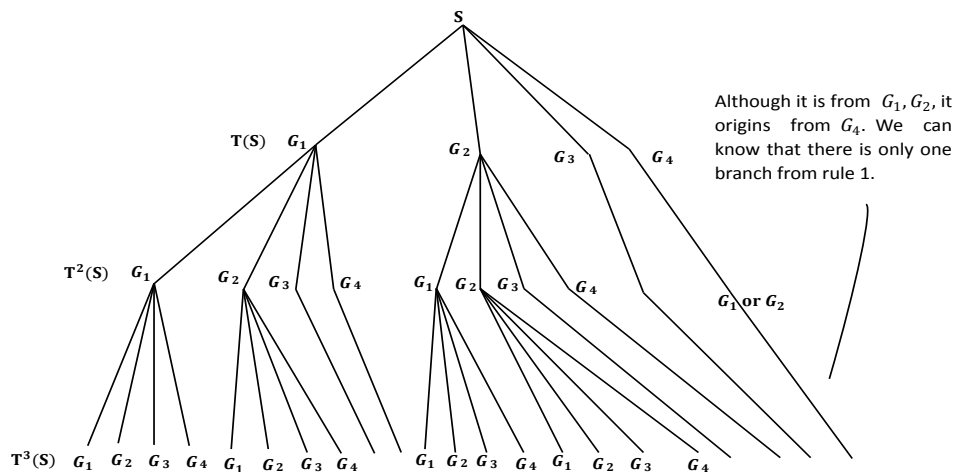 S
Although it is from G₁, G₂, it
origins from G₄. We can
know that there is only one
branch from rule 1.
T(S) G₁ G₂ G₃ G₄
T²(S) G₁ G₂ G₃ G₄ G₁ G₂ G₃ G₄ G₁ or G₂
T³(S) G₁ G₂ G₃ G₄ G₁ G₂ G₃ G₄ G₁ G₂ G₃ G₄ G₁ G₂ G₃ G₄